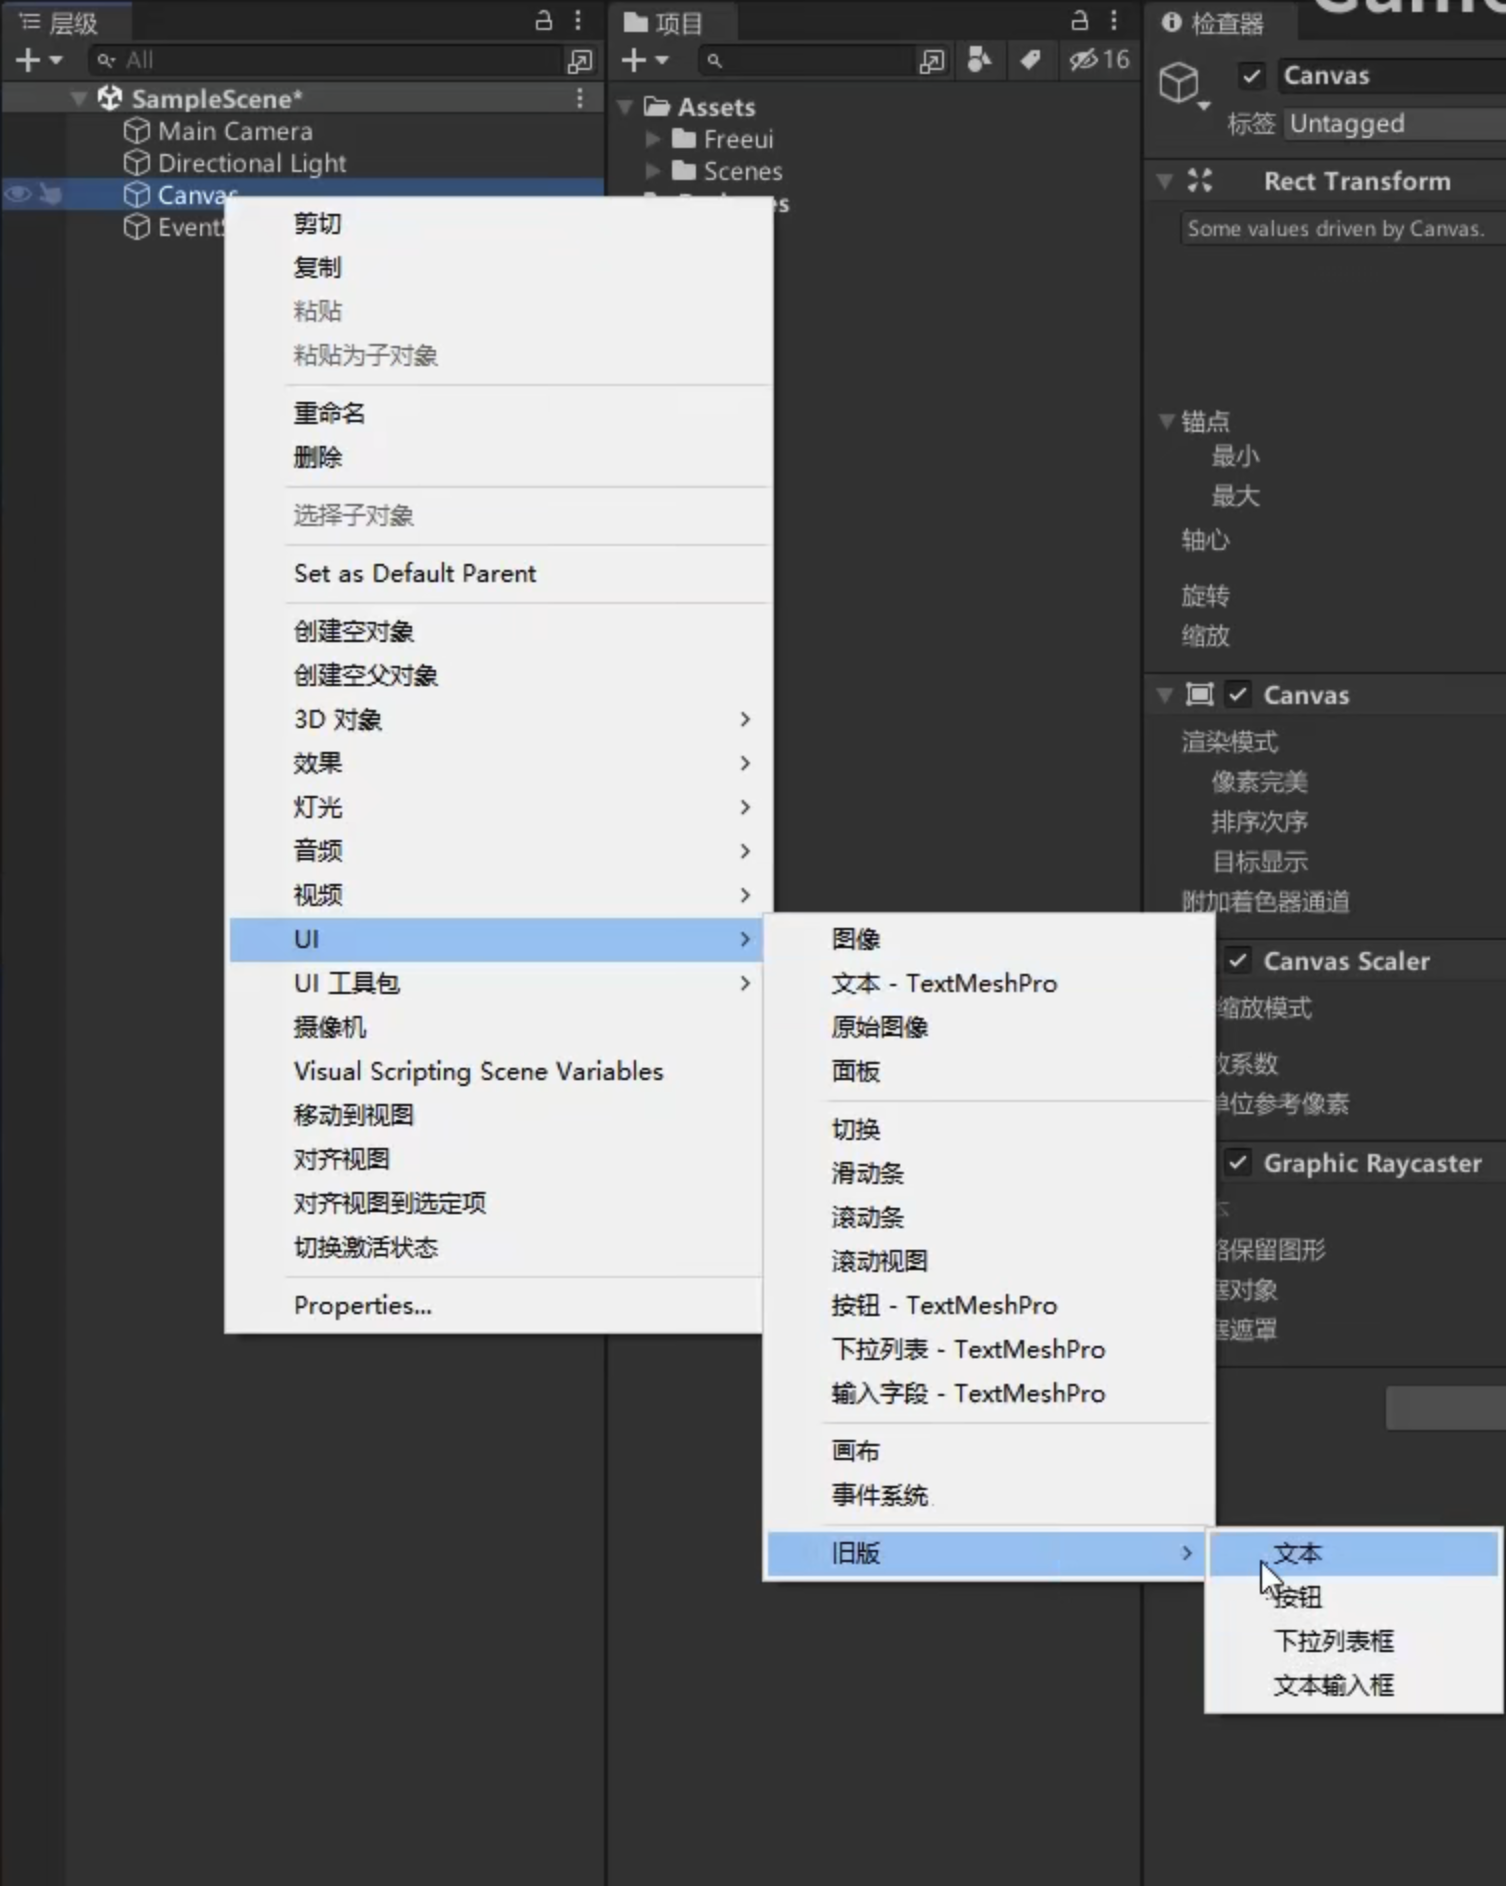 层级
All
SampleScene*
Main Camera
Directional Light
Canvas
Event
项目
16
Assets
Freeui
Scenes
检查器
Canvas
标签 Untagged
Rect Transform
Some values driven by Canvas.
锚点
最小
最大
轴心
旋转
缩放
Canvas
渲染模式
像素完美
排序次序
目标显示
附加着色器通道
Canvas Scaler
缩放模式
系数
单位参考像素
Graphic Raycaster
保留图形
对象
遮罩
剪切
复制
粘贴
粘贴为子对象
重命名
删除
选择子对象
Set as Default Parent
创建空对象
创建空父对象
3D 对象
效果
灯光
音频
视频
UI
UI 工具包
摄像机
Visual Scripting Scene Variables
移动到视图
对齐视图
对齐视图到选定项
切换激活状态
Properties...
图像
文本 - TextMeshPro
原始图像
面板
切换
滑动条
滚动条
滚动视图
按钮 - TextMeshPro
下拉列表 - TextMeshPro
输入字段 - TextMeshPro
画布
事件系统
旧版
文本
按钮
下拉列表框
文本输入框